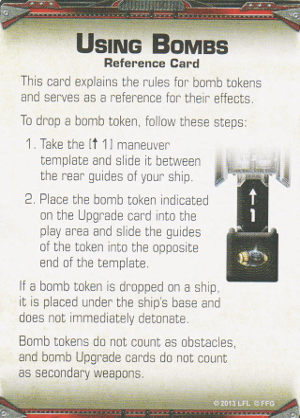 USING BOMBS
Reference Card
This card explains the rules for bomb tokens
and serves as a reference for their effects.
To drop a bomb token, follow these steps:
1. Take the [↑ 1] maneuver
template and slide it between
the rear guides of your ship.
2. Place the bomb token indicated
on the Upgrade card into the
play area and slide the guides
of the token into the opposite
end of the template.
1
If a bomb token is dropped on a ship,
it is placed under the ship's base and
does not immediately detonate.
Bomb tokens do not count as obstacles,
and bomb Upgrade cards do not count
as secondary weapons.
© 2013 LFL © FFG